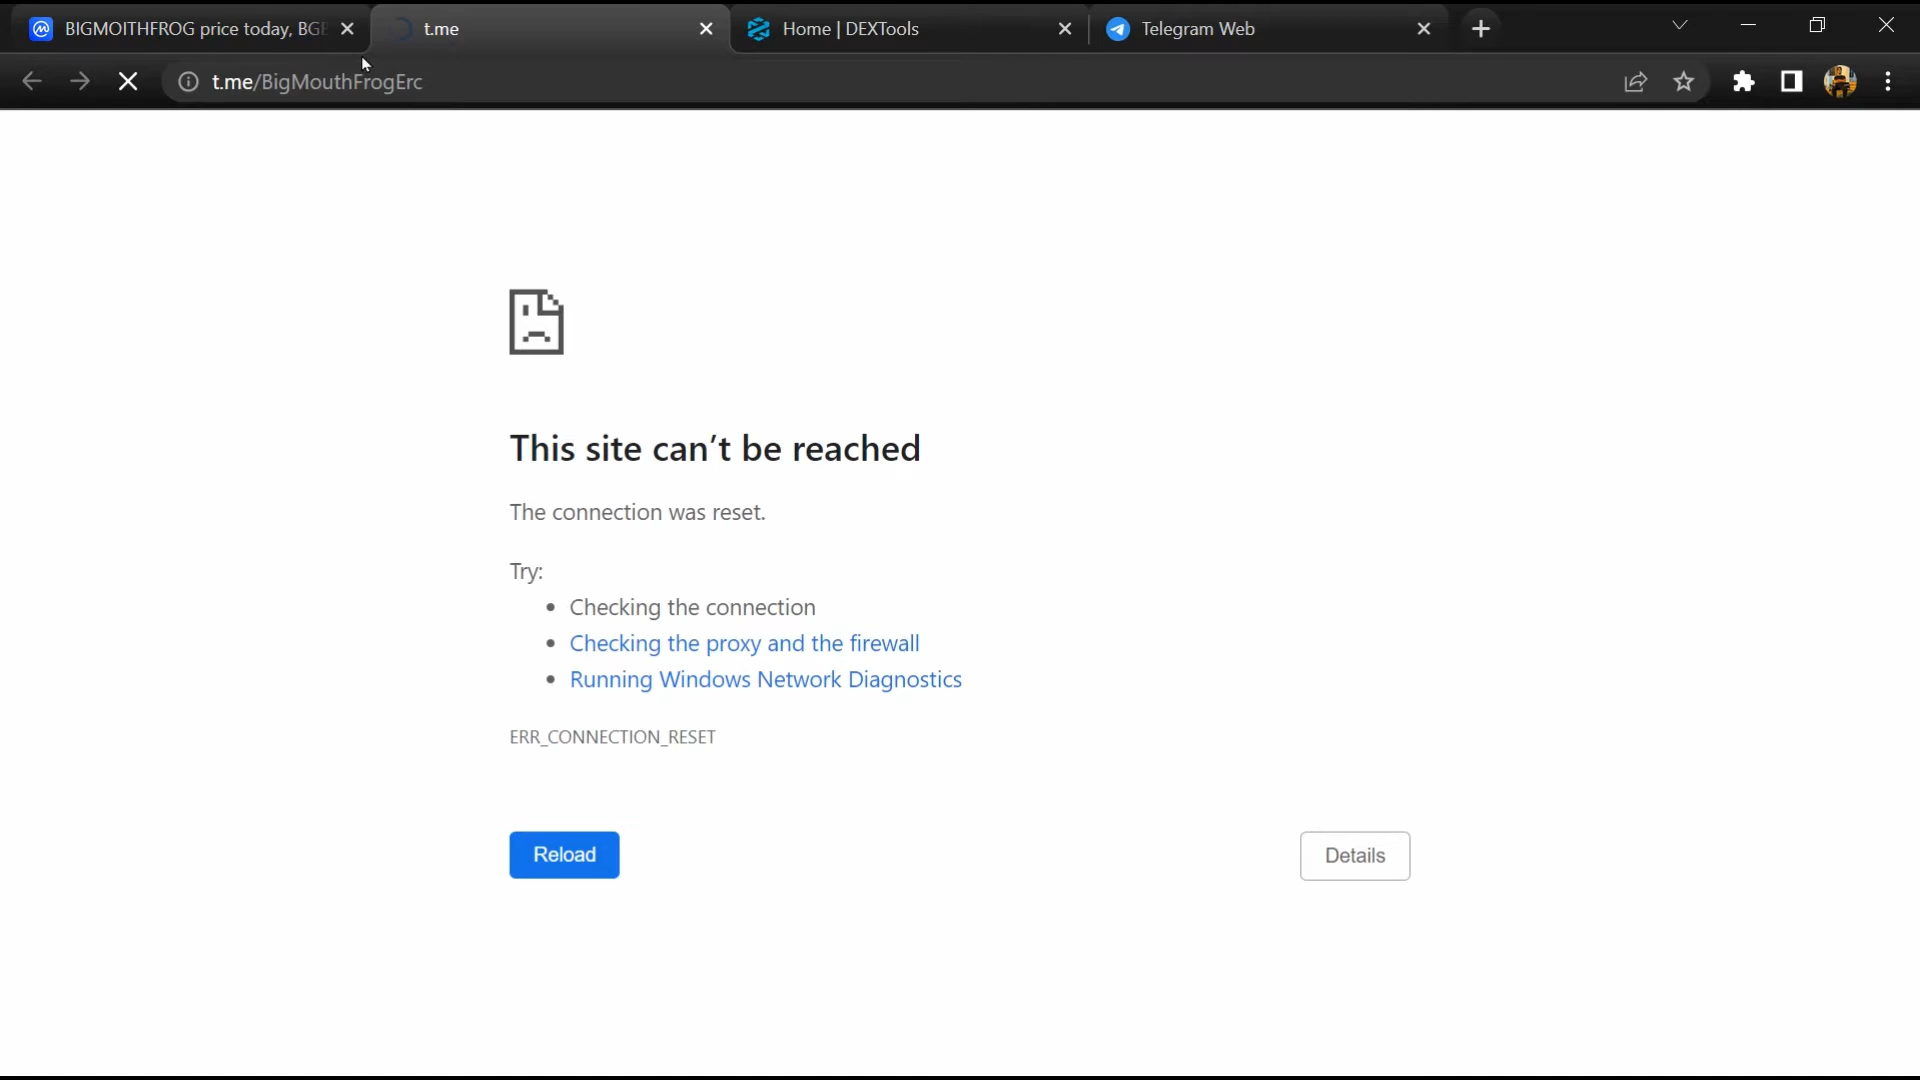 BIGMOITHFROG price today, BGF
t.me
Home | DEXTools
Telegram Web
t.me/BigMouthFrogErc
This site can’t be reached
The connection was reset.
Try:
Checking the connection
Checking the proxy and the firewall
Running Windows Network Diagnostics
ERR_CONNECTION_RESET
Reload
Details